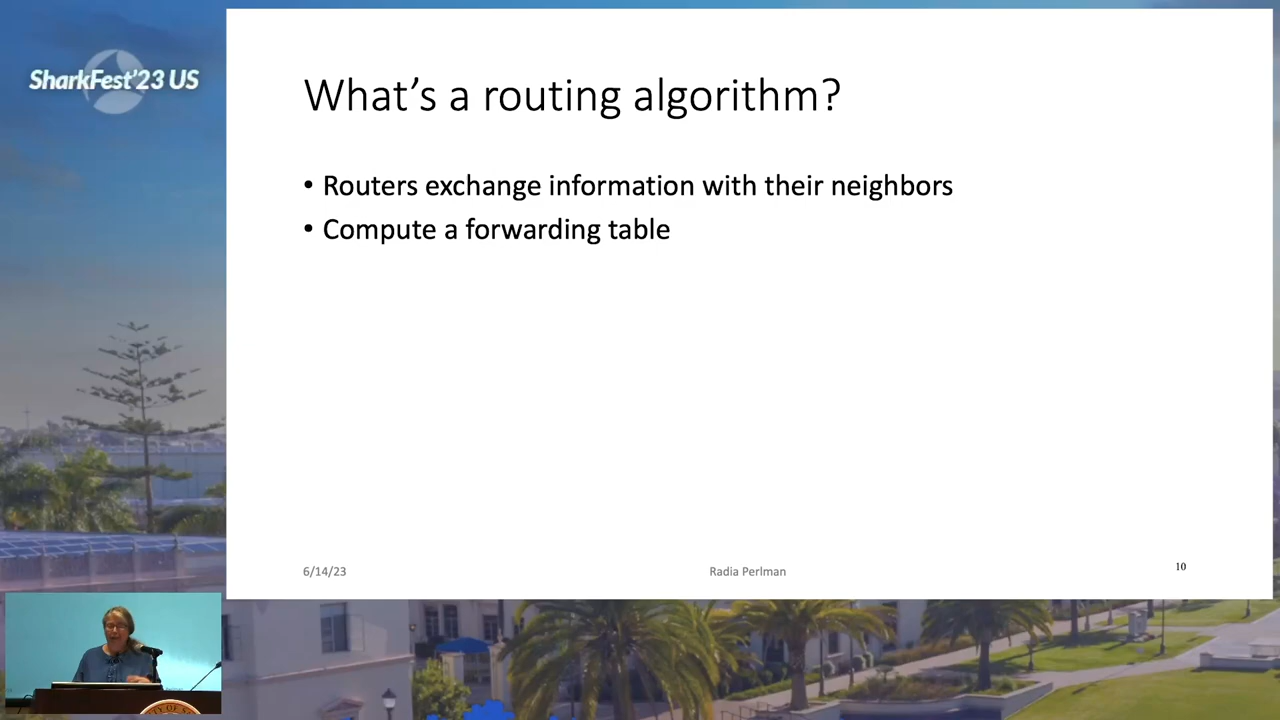 SharkFest'23 US
What's a routing algorithm?
• Routers exchange information with their neighbors
• Compute a forwarding table
6/14/23
Radia Perlman
10